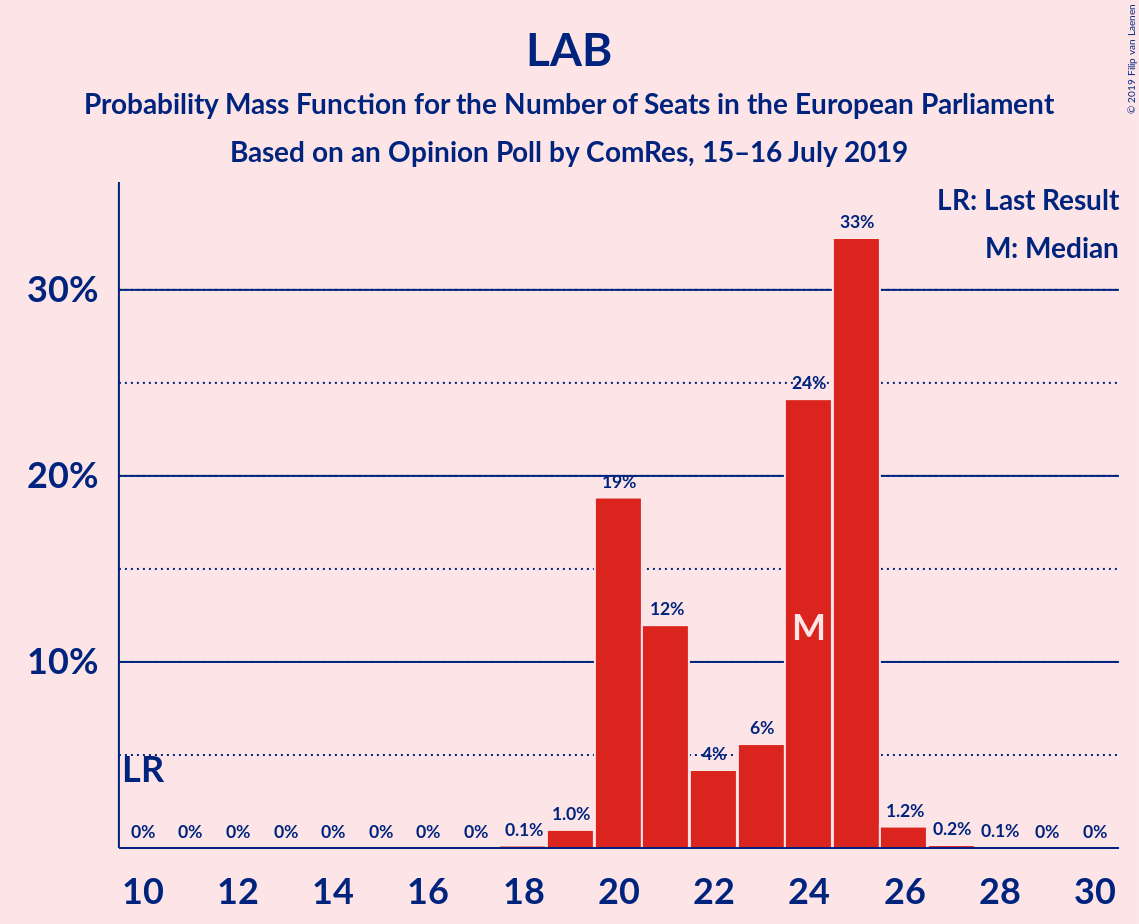 LAB
Probability Mass Function for the Number of Seats in the European Parliament
Based on an Opinion Poll by ComRes, 15–16 July 2019
© 2019 Filip van Laenen
LR: Last Result
M: Median
30%
20%
10%
33%
24%
19%
12%
M
6%
4%
LR
0% 0% 0% 0% 0% 0% 0% 0% 0.1% 1.0% 1.2% 0.2% 0.1% 0% 0%
10 12 14 16 18 20 22 24 26 28 30